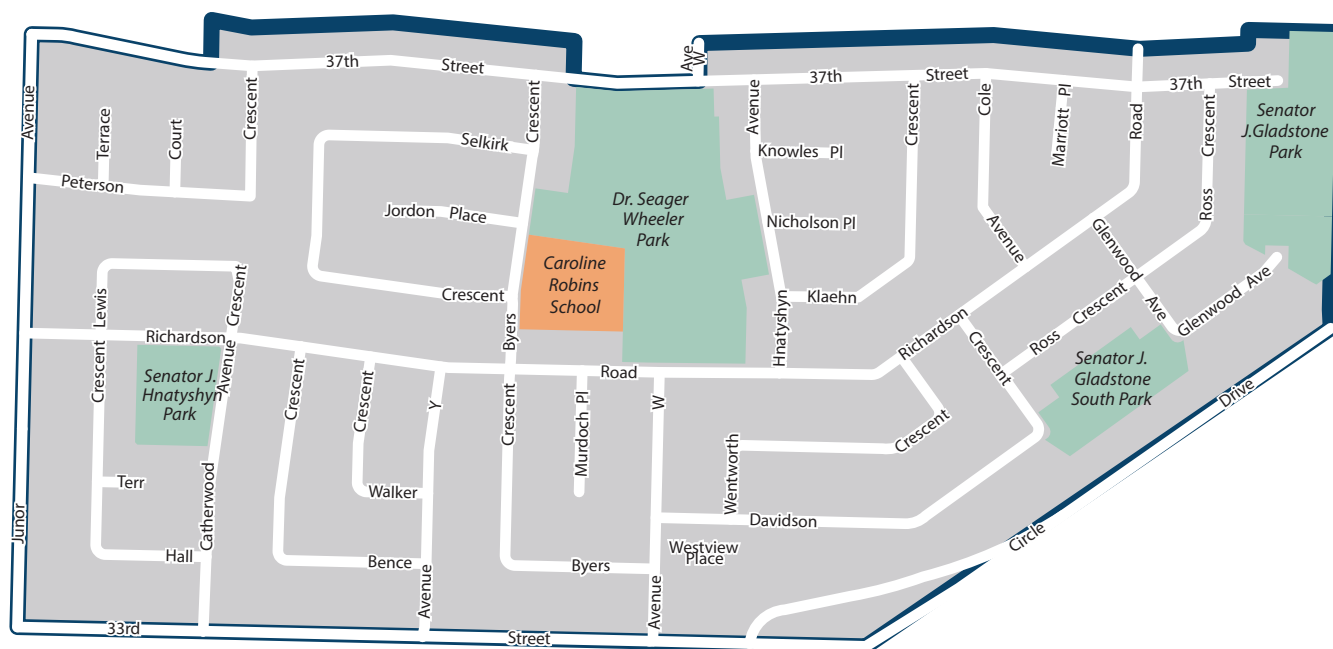 Ave
W
37th
Street
37th
Street
37th
Street
Avenue
Terrace
Court
Crescent
Peterson
Selkirk
Crescent
Jordon Place
Crescent
Dr. Seager
Wheeler
Park
Caroline
Robins
School
Avenue
Knowles Pl
Nicholson Pl
Klaehn
Crescent
Hnatyshyn
Cole
Avenue
Marriott Pl
Road
Crescent
Ross
Senator
J.Gladstone
Park
Glenwood
Ave
Glenwood Ave
Crescent
Ross
Lewis
Crescent
Crescent
Richardson
Avenue
Senator J.
Hnatyshyn
Park
Crescent
Crescent
Y
Byers
Crescent
Road
Murdoch Pl
W
Richardson
Crescent
Crescent
Senator J.
Gladstone
South Park
Drive
Terr
Walker
Wentworth
Davidson
Westview
Place
Circle
Catherwood
Hall
Bence
Byers
Junor
Avenue
Avenue
33rd
Street